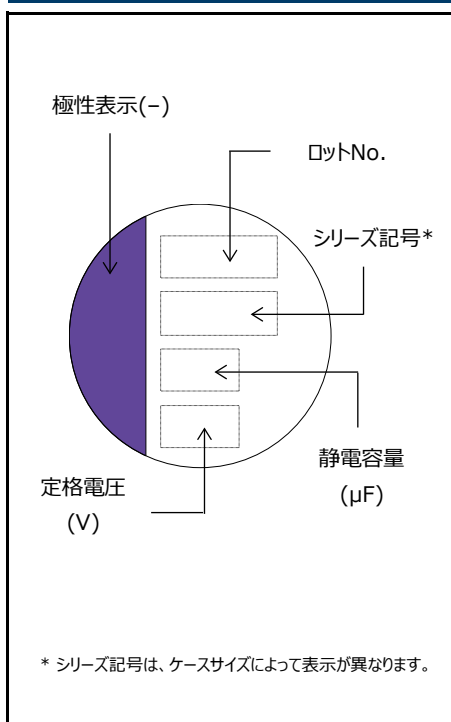 極性表示(−)
ロットNo.
シリーズ記号*
静電容量
(μF)
定格電圧
(V)
* シリーズ記号は、ケースサイズによって表示が異なります。